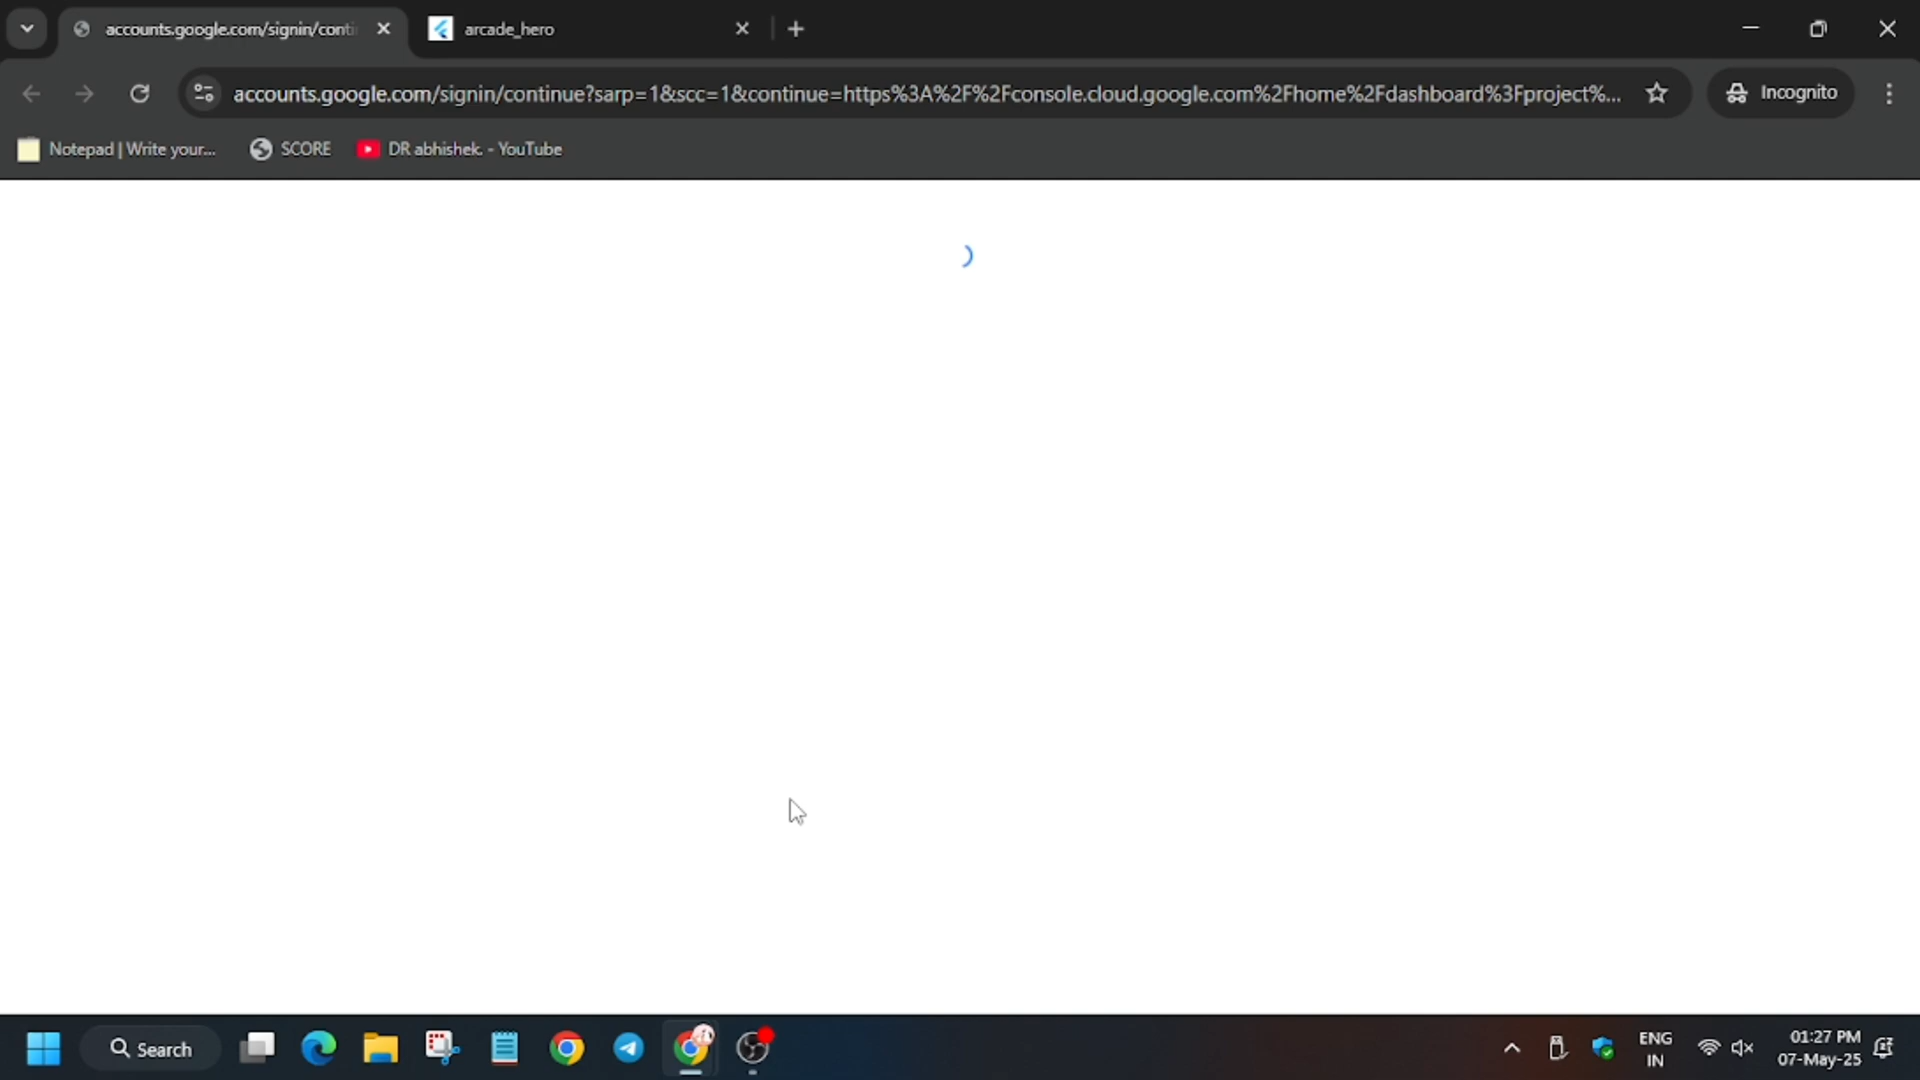 accounts.google.com/signin/conti
arcade_hero
accounts.google.com/signin/continue?sarp=1&scc=1&continue=https%3A%2F%2Fconsole.cloud.google.com%2Fhome%2Fdashboard%3Fproject%...
Incognito
Notepad | Write your...
SCORE
DR abhishek. - YouTube
Search
ENG
IN
01:27 PM
07-May-25